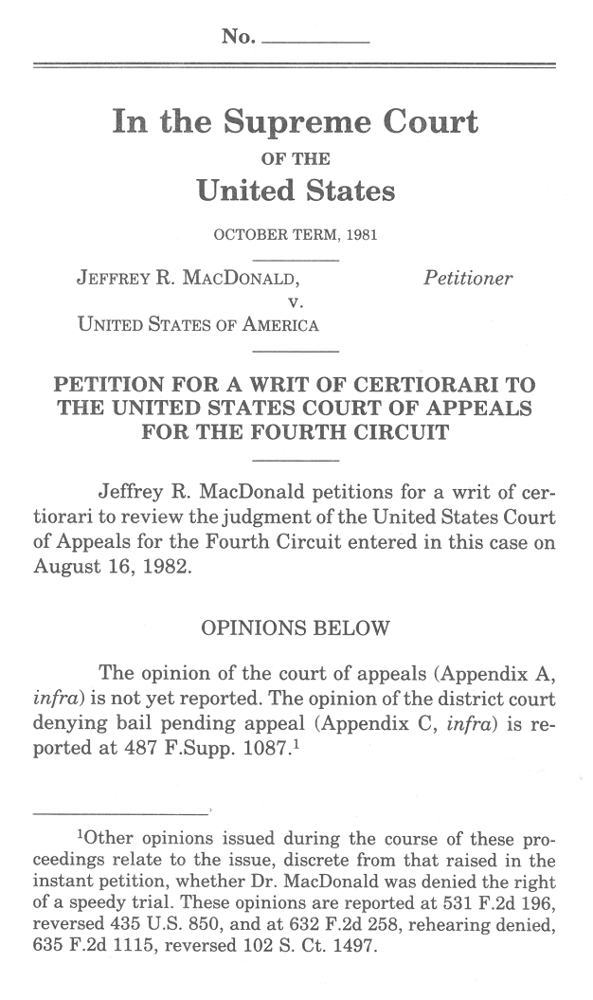 No. __________
In the Supreme Court
OF THE
United States
OCTOBER TERM, 1981
JEFFREY R. MACDONALD, Petitioner
v.
UNITED STATES OF AMERICA
PETITION FOR A WRIT OF CERTIORARI TO
THE UNITED STATES COURT OF APPEALS
FOR THE FOURTH CIRCUIT
Jeffrey R. MacDonald petitions for a writ of cer-
tiorari to review the judgment of the United States Court
of Appeals for the Fourth Circuit entered in this case on
August 16, 1982.
OPINIONS BELOW
The opinion of the court of appeals (Appendix A,
infra) is not yet reported. The opinion of the district court
denying bail pending appeal (Appendix C, infra) is re-
ported at 487 F.Supp. 1087.¹
¹Other opinions issued during the course of these pro-
ceedings relate to the issue, discrete from that raised in the
instant petition, whether Dr. MacDonald was denied the right
of a speedy trial. These opinions are reported at 531 F.2d 196,
reversed 435 U.S. 850, and at 632 F.2d 258, rehearing denied,
635 F.2d 1115, reversed 102 S. Ct. 1497.